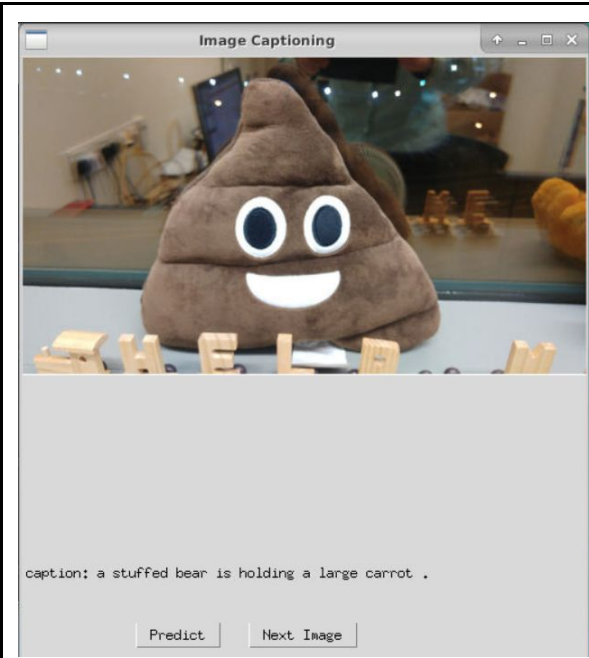 Image Captioning
caption: a stuffed bear is holding a large carrot .
Predict Next Image